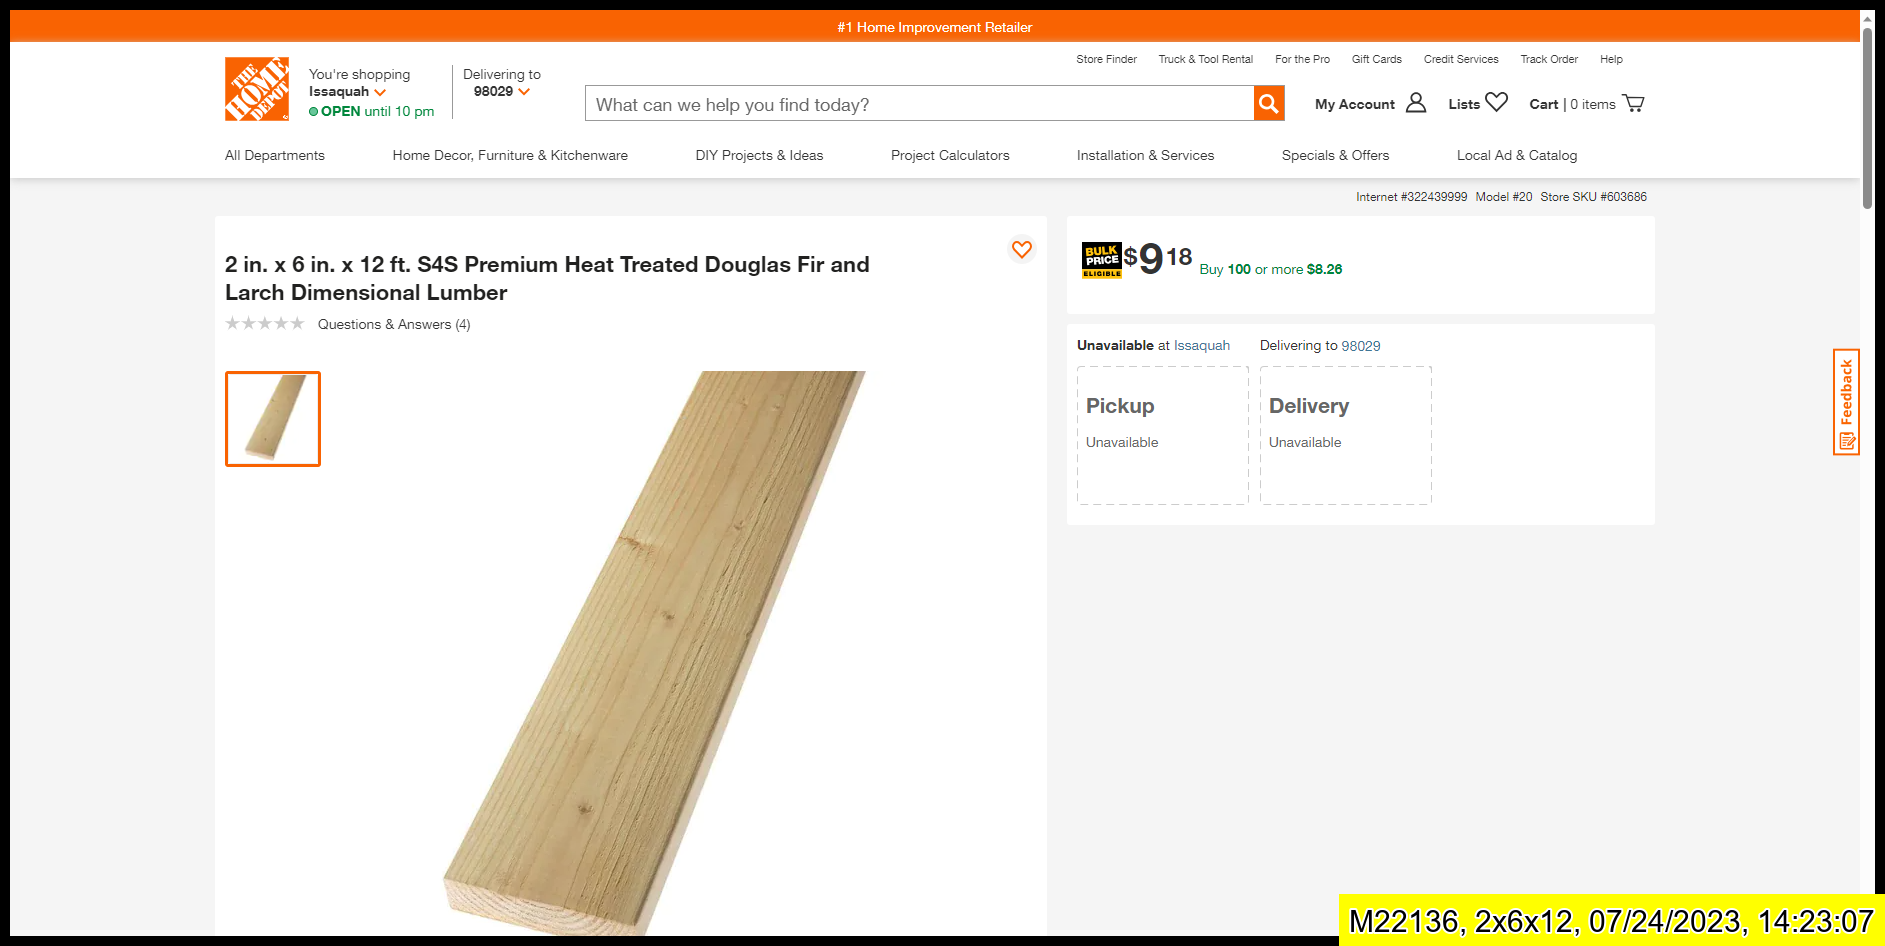 #1 Home Improvement Retailer
Store Finder Truck & Tool Rental For the Pro Gift Cards Credit Services Track Order Help
THE HOME DEPOT
You're shopping
Issaquah
OPEN until 10 pm
Delivering to
98029
What can we help you find today?
My Account Lists Cart | 0 items
All Departments Home Decor, Furniture & Kitchenware DIY Projects & Ideas Project Calculators Installation & Services Specials & Offers Local Ad & Catalog
Internet #322439999 Model #20 Store SKU #603686
2 in. x 6 in. x 12 ft. S4S Premium Heat Treated Douglas Fir and
Larch Dimensional Lumber
Questions & Answers (4)
BULK
PRICE
ELIGIBLE
$9 18
Buy 100 or more $8.26
Unavailable at Issaquah
Delivering to 98029
Pickup
Unavailable
Delivery
Unavailable
Feedback
M22136, 2x6x12, 07/24/2023, 14:23:07